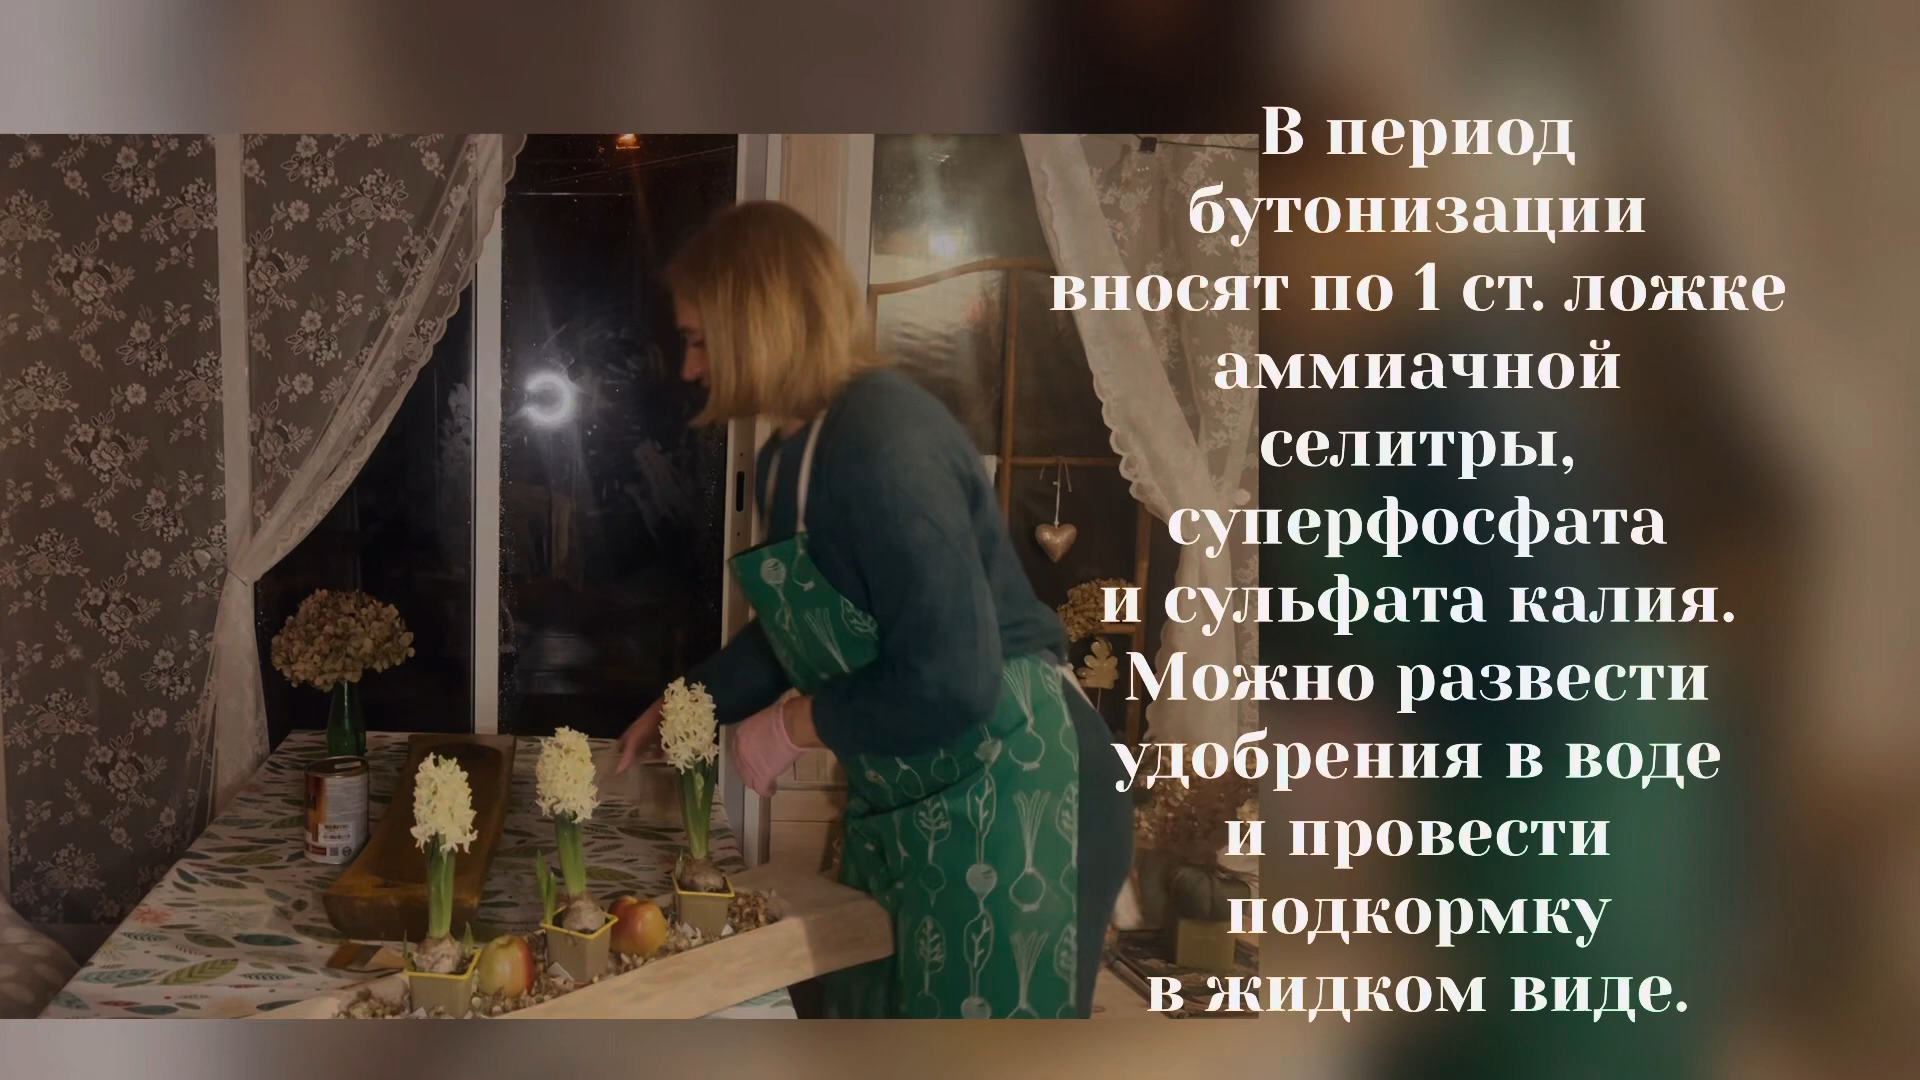 В период
бутонизации
вносят по 1 ст. ложке
аммиачной
селитры,
суперфосфата
и сульфата калия.
Можно развести
удобрения в воде
и провести
подкормку
в жидком виде.